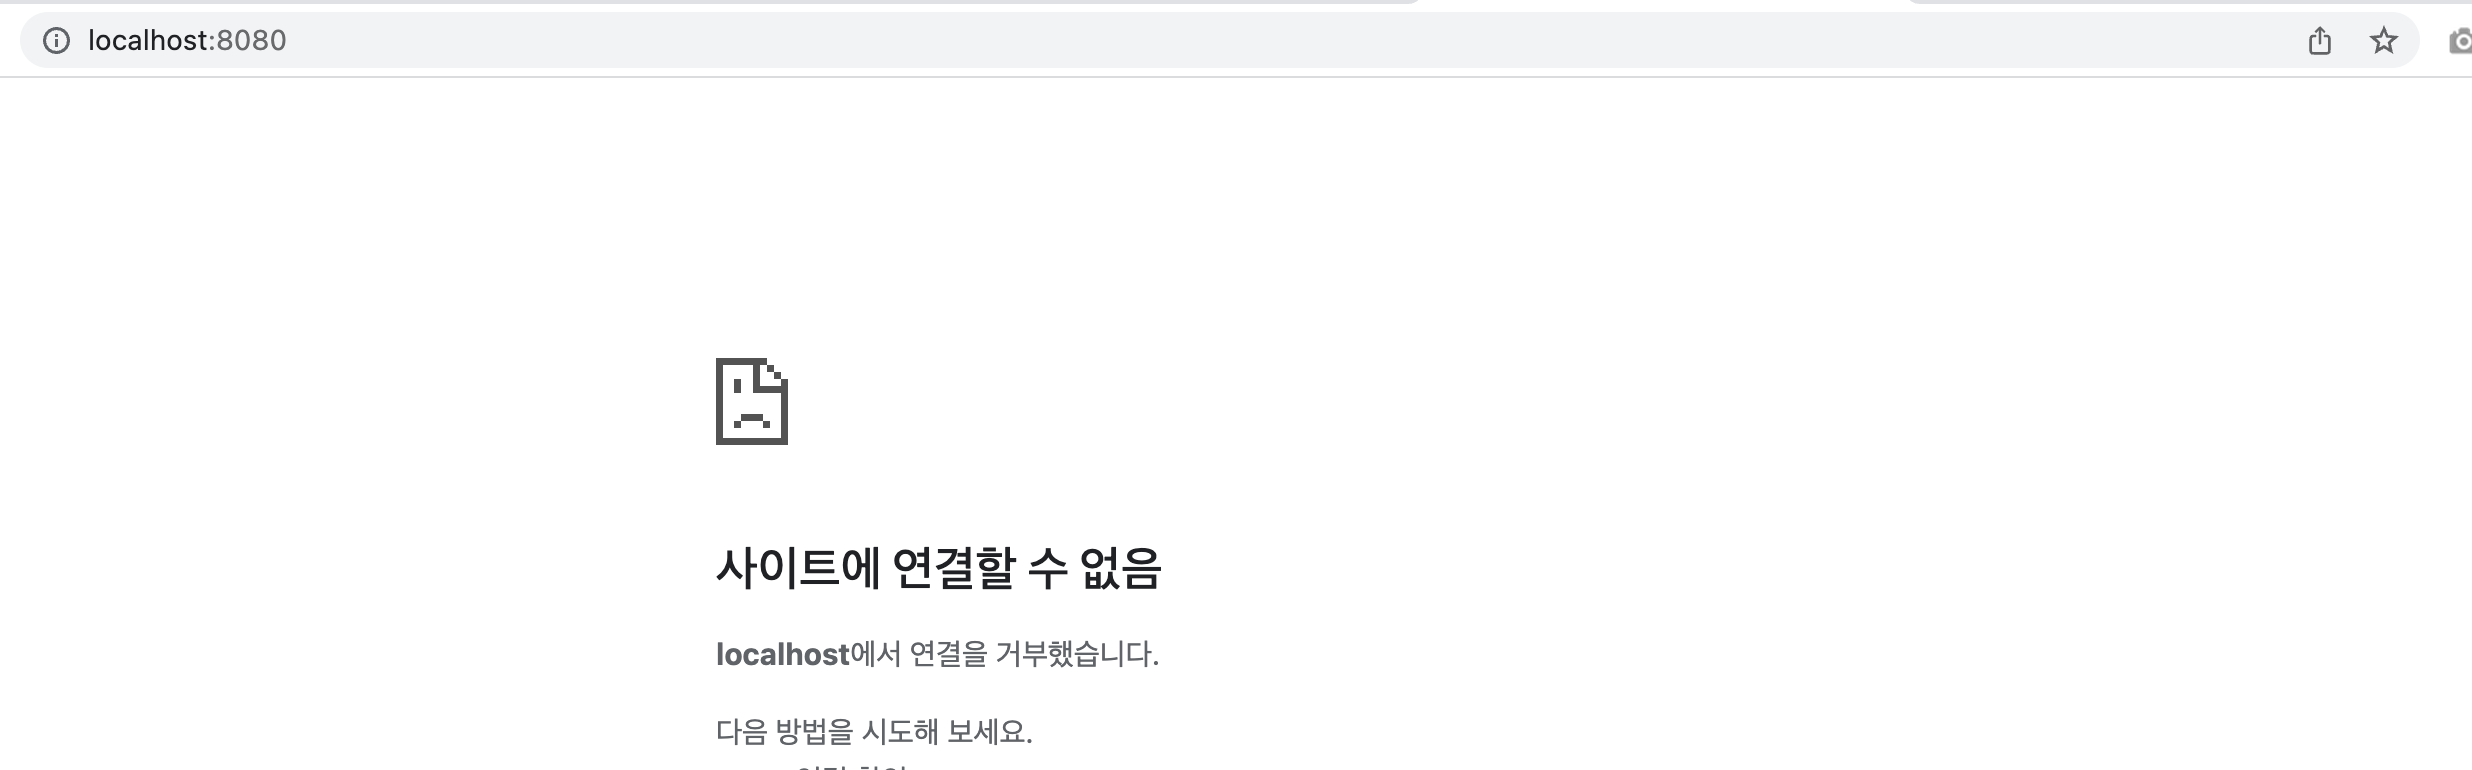 localhost:8080
사이트에 연결할 수 없음
localhost에서 연결을 거부했습니다.
다음 방법을 시도해 보세요.